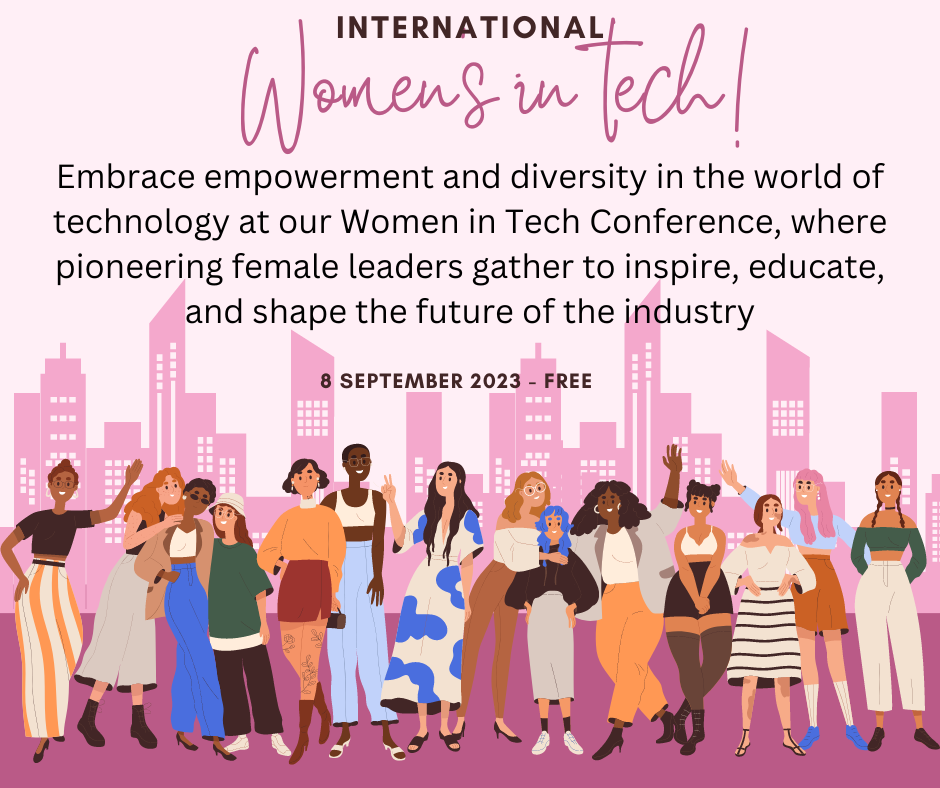 INTERNATIONAL
Womens in tech!
Embrace empowerment and diversity in the world of
technology at our Women in Tech Conference, where
pioneering female leaders gather to inspire, educate,
and shape the future of the industry
8 SEPTEMBER 2023 - FREE